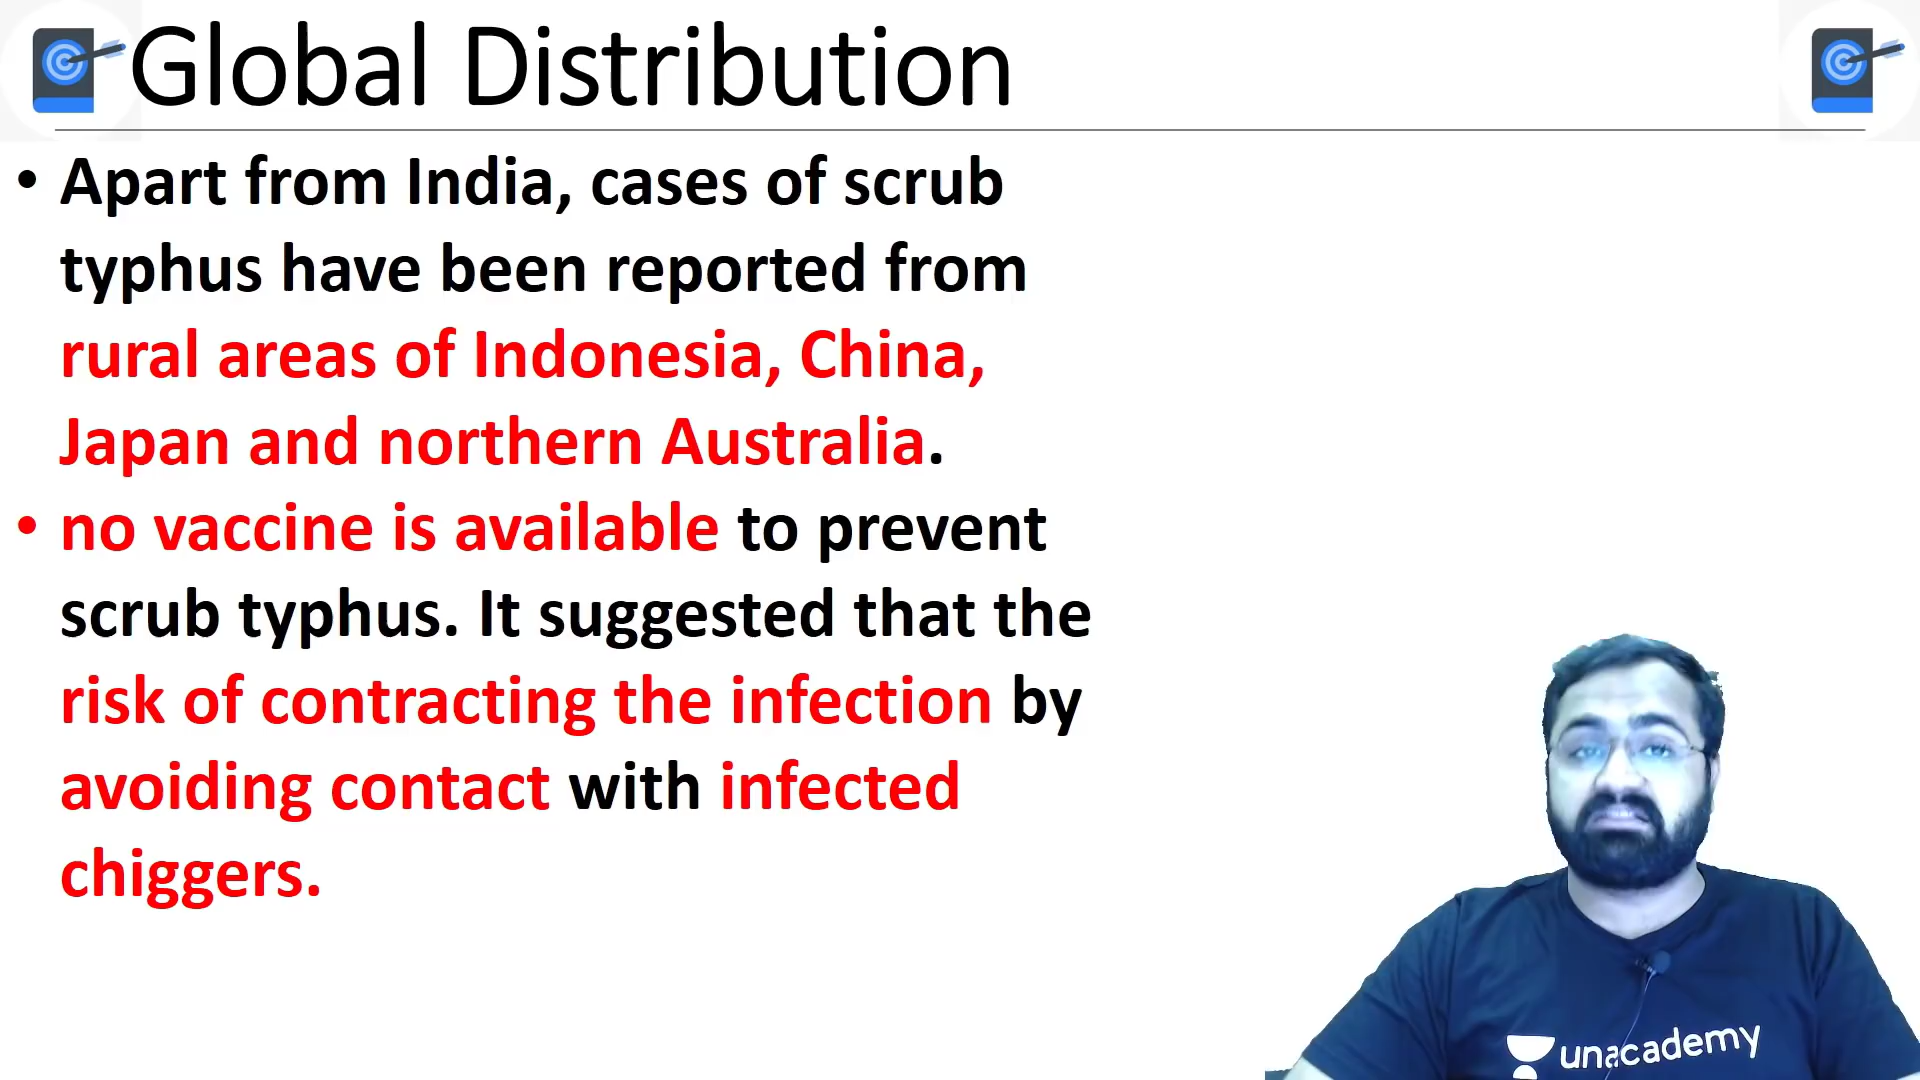 Global Distribution
• Apart from India, cases of scrub
typhus have been reported from
rural areas of Indonesia, China,
Japan and northern Australia.
• no vaccine is available to prevent
scrub typhus. It suggested that the
risk of contracting the infection by
avoiding contact with infected
chiggers.
unacademy